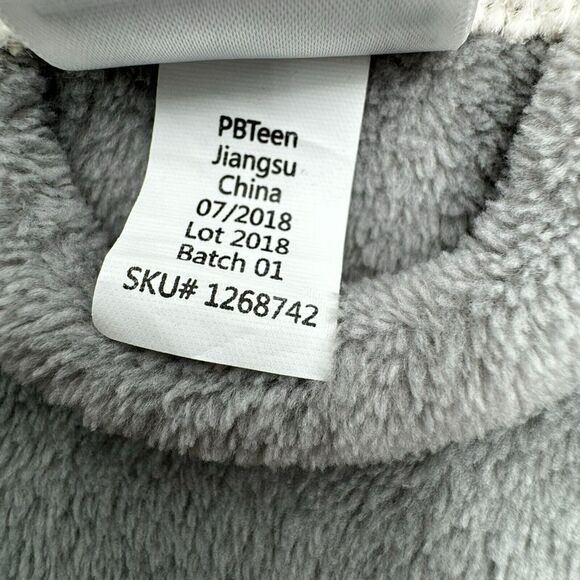 PBTeen
Jiangsu
China
07/2018
Lot 2018
Batch 01
SKU# 1268742